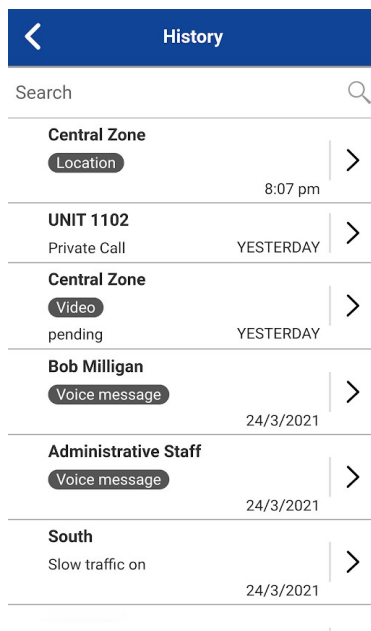 History
Search
Central Zone
Location
8:07 pm
UNIT 1102
Private Call YESTERDAY
Central Zone
Video
pending YESTERDAY
Bob Milligan
Voice message
24/3/2021
Administrative Staff
Voice message
24/3/2021
South
Slow traffic on
24/3/2021